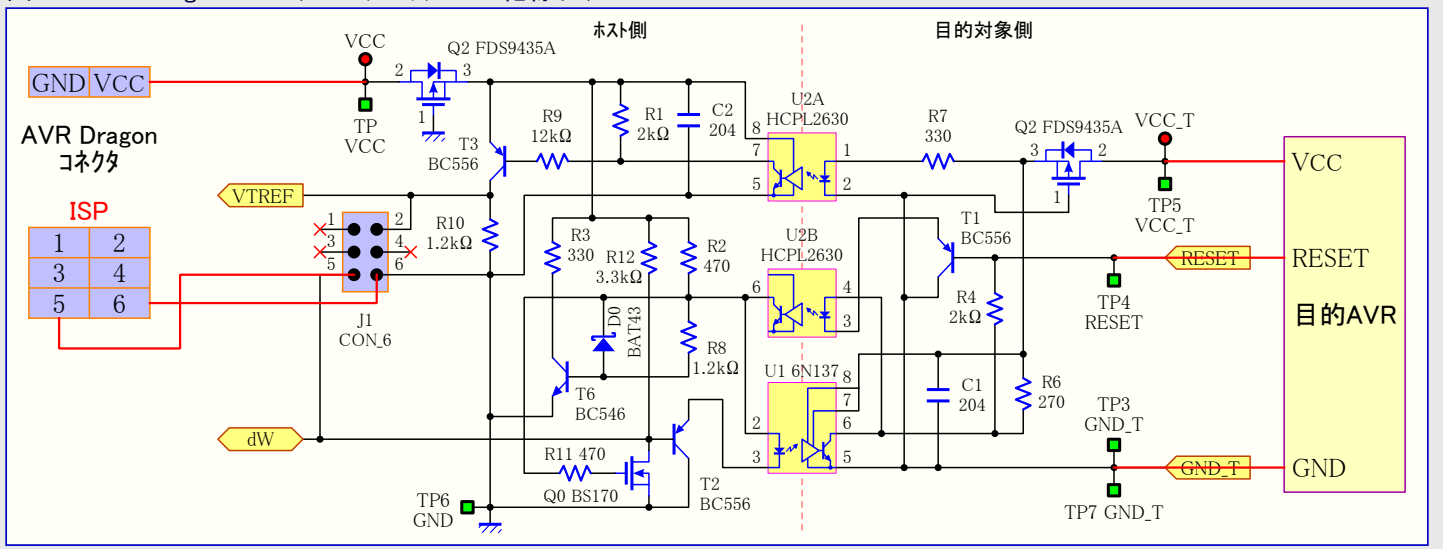 ホスト側
目的対象側
GND VCC
AVR Dragon
コネクタ
ISP
1 2
3 4
5 6
VCC
TP
VCC
Q2 FDS9435A
2 3
1
T3
BC556
R9
12kΩ
R1
2kΩ
C2
204
U2A
HCPL2630
8
7
5
1
2
R7
330
Q2 FDS9435A
3 2
1
VCC_T
TP5
VCC_T
VTREF
1 2
3 4
5 6
J1
CON_6
R10
1.2kΩ
R3
330
R12
3.3kΩ
R2
470
U2B
HCPL2630
6
4
3
T1
BC556
R4
2kΩ
RESET
TP4
RESET
VCC
RESET
目的AVR
GND
D0
BAT43
R8
1.2kΩ
T6
BC546
U1 6N137
8
7
2
6
3
5
C1
204
R6
270
TP3
GND_T
GND_T
TP7 GND_T
dW
R11 470
Q0 BS170
T2
BC556
TP6
GND